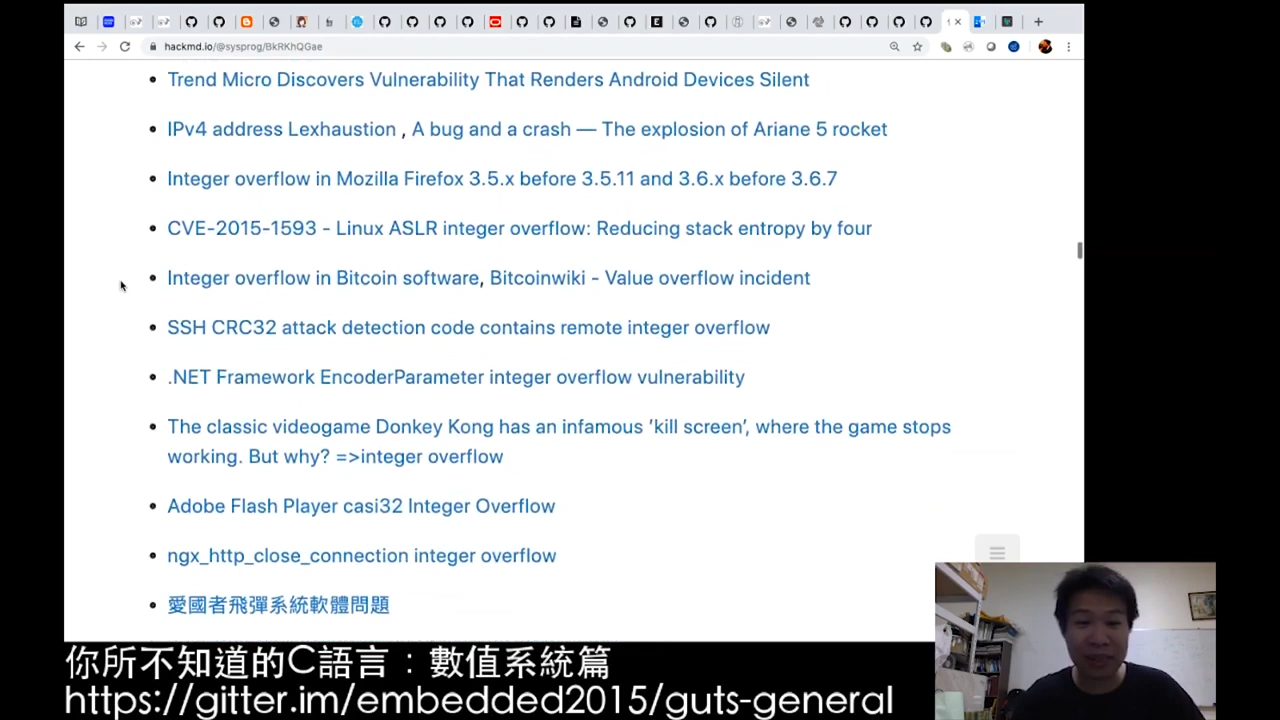 hackmd.io/@sysprog/BkRKhQGae
Trend Micro Discovers Vulnerability That Renders Android Devices Silent
IPv4 address Lexhaustion , A bug and a crash — The explosion of Ariane 5 rocket
Integer overflow in Mozilla Firefox 3.5.x before 3.5.11 and 3.6.x before 3.6.7
CVE-2015-1593 - Linux ASLR integer overflow: Reducing stack entropy by four
Integer overflow in Bitcoin software, Bitcoinwiki - Value overflow incident
SSH CRC32 attack detection code contains remote integer overflow
.NET Framework EncoderParameter integer overflow vulnerability
The classic videogame Donkey Kong has an infamous ’kill screen’, where the game stops
working. But why? =>integer overflow
Adobe Flash Player casi32 Integer Overflow
ngx_http_close_connection integer overflow
愛國者飛彈系統軟體問題
你所不知道的C語言：數值系統篇
https://gitter.im/embedded2015/guts-general